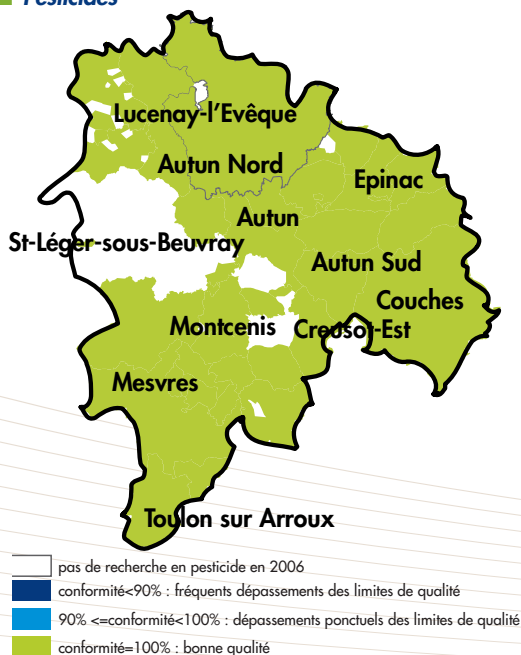 Pesticides
Lucenay-l'Evêque
Autun Nord
Epinac
Autun
St-Léger-sous-Beuvray
Autun Sud
Couches
Montcenis
Creusot-Est
Mesvres
Toulon sur Arroux
pas de recherche en pesticide en 2006
conformité<90% : fréquents dépassements des limites de qualité
90% <=conformité<100% : dépassements ponctuels des limites de qualité
conformité=100% : bonne qualité